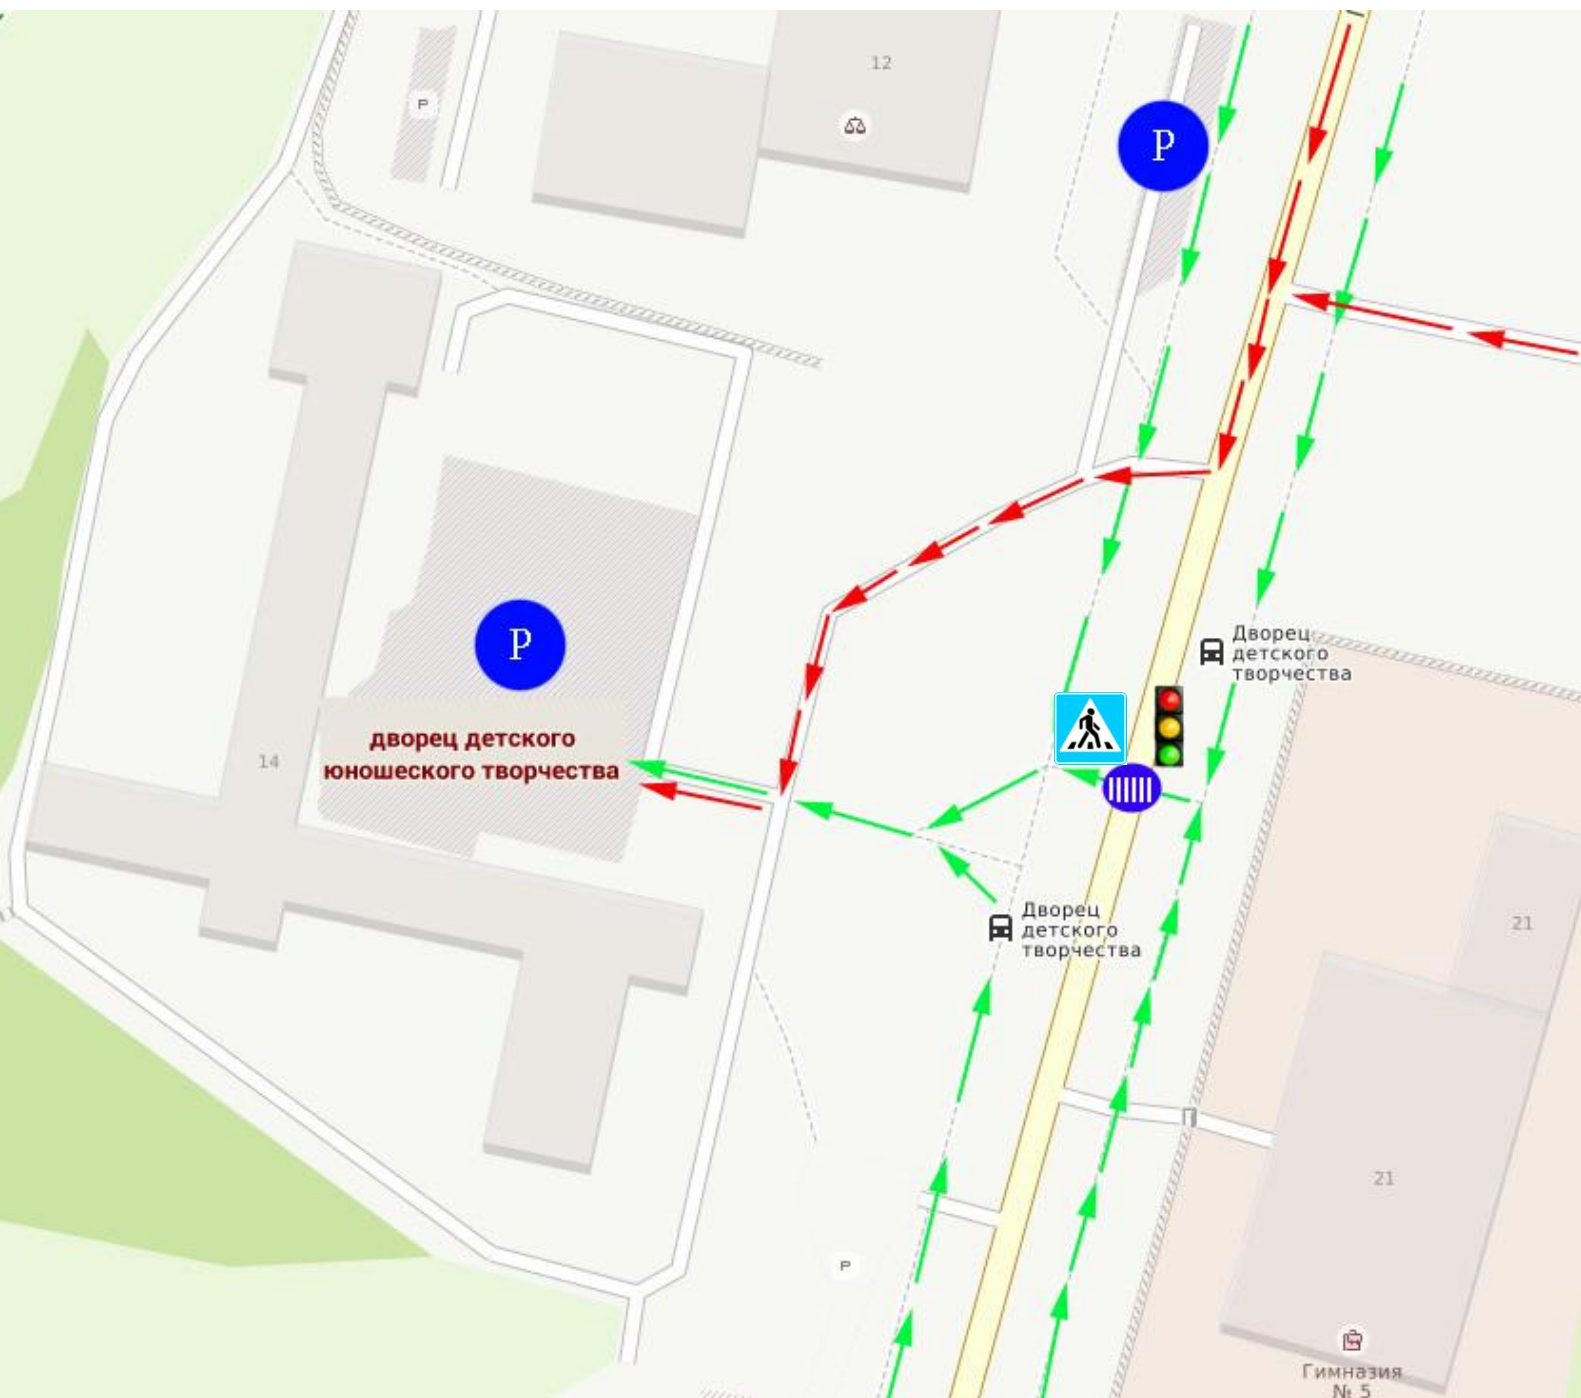 12
P
P
Дворец
детского
творчества
P
дворец детского
юношеского творчества
14
Дворец
детского
творчества
21
21
P
Гимназия
№ 5